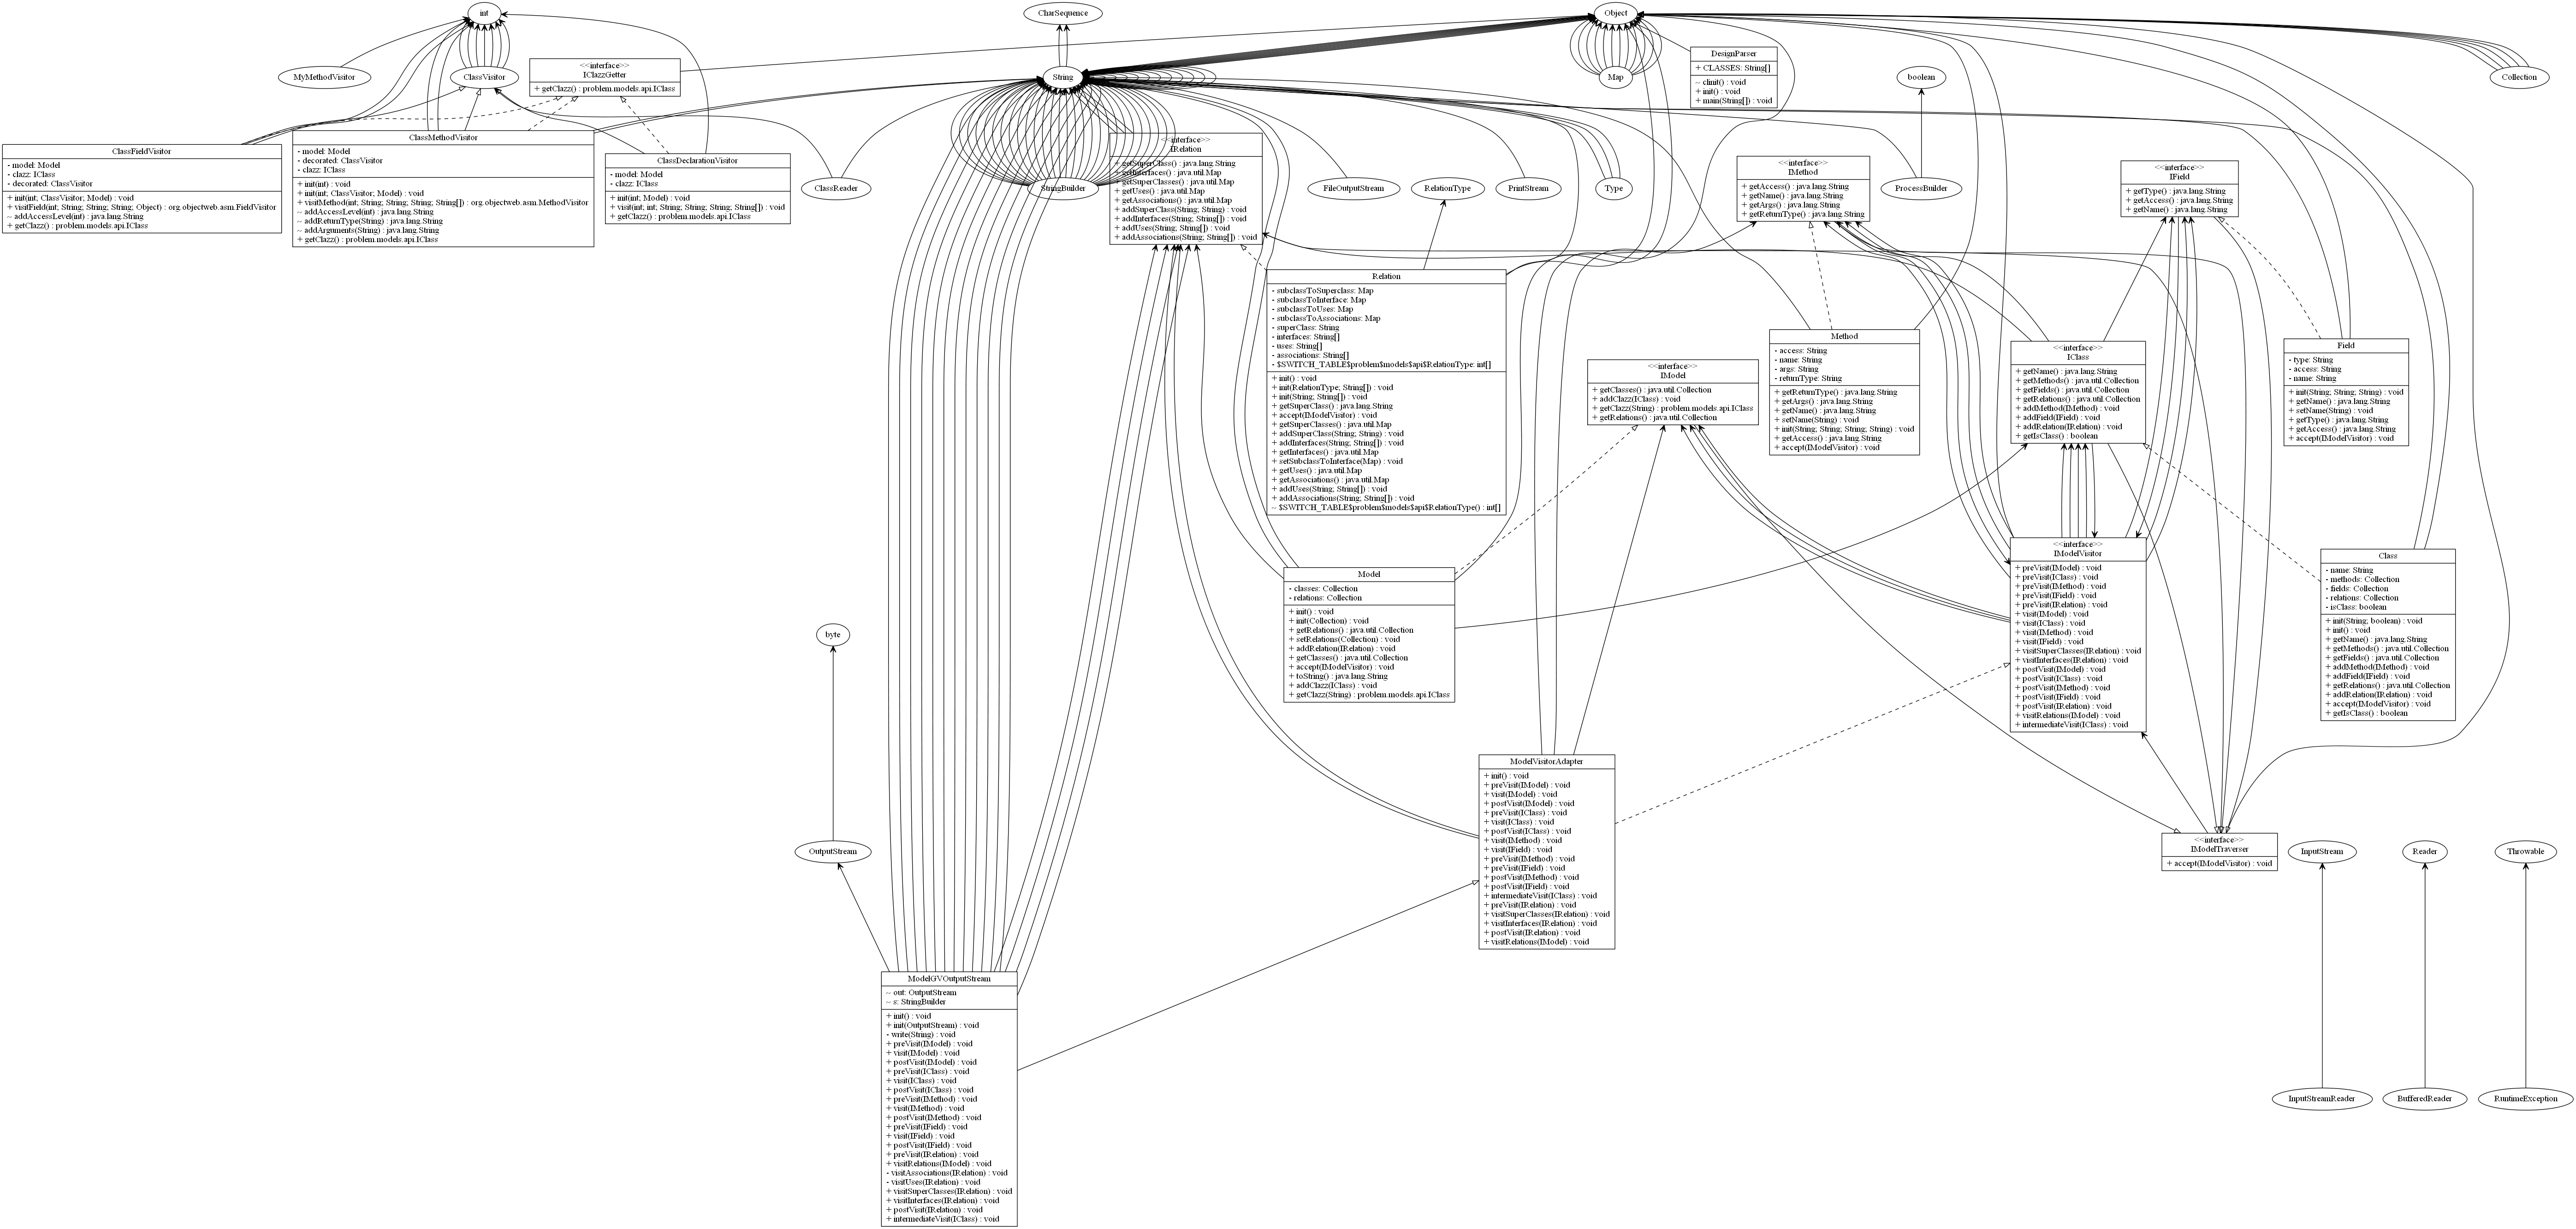 int
CharSequence
Object
MyMethodVisitor
ClassVisitor
<<interface>>
IClazzGetter
+ getClazz() : problem.models.api.IClass
String
Map
DesignParser
+ CLASSES: String[]
~ clinit() : void
+ init() : void
+ main(String[]) : void
boolean
Collection
ClassFieldVisitor
- model: Model
- clazz: IClass
- decorated: ClassVisitor
+ init(int; ClassVisitor; Model) : void
+ visitField(int; String; String; String; Object) : org.objectweb.asm.FieldVisitor
~ addAccessLevel(int) : java.lang.String
+ getClazz() : problem.models.api.IClass
ClassMethodVisitor
- model: Model
- decorated: ClassVisitor
- clazz: IClass
+ init(int) : void
+ init(int; ClassVisitor; Model) : void
+ visitMethod(int; String; String; String; String[]) : org.objectweb.asm.MethodVisitor
~ addAccessLevel(int) : java.lang.String
~ addReturnType(String) : java.lang.String
~ addArguments(String) : java.lang.String
+ getClazz() : problem.models.api.IClass
ClassDeclarationVisitor
- model: Model
- clazz: IClass
+ init(int; Model) : void
+ visit(int; int; String; String; String; String[]) : void
+ getClazz() : problem.models.api.IClass
ClassReader
StringBuilder
<<interface>>
IRelation
+ getSuperClass() : java.lang.String
+ getInterfaces() : java.util.Map
+ getSuperClasses() : java.util.Map
+ getUses() : java.util.Map
+ getAssociations() : java.util.Map
+ addSuperClass(String; String) : void
+ addInterfaces(String; String[]) : void
+ addUses(String; String[]) : void
+ addAssociations(String; String[]) : void
FileOutputStream
RelationType
PrintStream
Type
<<interface>>
IMethod
+ getAccess() : java.lang.String
+ getName() : java.lang.String
+ getArgs() : java.lang.String
+ getReturnType() : java.lang.String
ProcessBuilder
<<interface>>
IField
+ getType() : java.lang.String
+ getAccess() : java.lang.String
+ getName() : java.lang.String
Relation
- subclassToSuperclass: Map
- subclassToInterface: Map
- subclassToUses: Map
- subclassToAssociations: Map
- superClass: String
- interfaces: String[]
- uses: String[]
- associations: String[]
- $SWITCH_TABLE$problem$models$api$RelationType: int[]
+ init() : void
+ init(RelationType; String[]) : void
+ init(String; String[]) : void
+ getSuperClass() : java.lang.String
+ accept(IModelVisitor) : void
+ getSuperClasses() : java.util.Map
+ addSuperClass(String; String) : void
+ addInterfaces(String; String[]) : void
+ getInterfaces() : java.util.Map
+ setSubclassToInterface(Map) : void
+ getUses() : java.util.Map
+ getAssociations() : java.util.Map
+ addUses(String; String[]) : void
+ addAssociations(String; String[]) : void
~ $SWITCH_TABLE$problem$models$api$RelationType() : int[]
<<interface>>
IModel
+ getClasses() : java.util.Collection
+ addClazz(IClass) : void
+ getClazz(String) : problem.models.api.IClass
+ getRelations() : java.util.Collection
Method
- access: String
- name: String
- args: String
- returnType: String
+ getReturnType() : java.lang.String
+ getArgs() : java.lang.String
+ getName() : java.lang.String
+ setName(String) : void
+ init(String; String; String; String) : void
+ getAccess() : java.lang.String
+ accept(IModelVisitor) : void
<<interface>>
IClass
+ getName() : java.lang.String
+ getMethods() : java.util.Collection
+ getFields() : java.util.Collection
+ getRelations() : java.util.Collection
+ addMethod(IMethod) : void
+ addField(IField) : void
+ addRelation(IRelation) : void
+ getIsClass() : boolean
Field
- type: String
- access: String
- name: String
+ init(String; String; String) : void
+ getName() : java.lang.String
+ setName(String) : void
+ getType() : java.lang.String
+ getAccess() : java.lang.String
+ accept(IModelVisitor) : void
Model
- classes: Collection
- relations: Collection
+ init() : void
+ init(Collection) : void
+ getRelations() : java.util.Collection
+ setRelations(Collection) : void
+ addRelation(IRelation) : void
+ getClasses() : java.util.Collection
+ accept(IModelVisitor) : void
+ toString() : java.lang.String
+ addClazz(IClass) : void
+ getClazz(String) : problem.models.api.IClass
<<interface>>
IModelVisitor
+ preVisit(IModel) : void
+ preVisit(IClass) : void
+ preVisit(IMethod) : void
+ preVisit(IField) : void
+ preVisit(IRelation) : void
+ visit(IModel) : void
+ visit(IClass) : void
+ visit(IMethod) : void
+ visit(IField) : void
+ visitSuperClasses(IRelation) : void
+ visitInterfaces(IRelation) : void
+ postVisit(IModel) : void
+ postVisit(IClass) : void
+ postVisit(IMethod) : void
+ postVisit(IField) : void
+ postVisit(IRelation) : void
+ visitRelations(IModel) : void
+ intermediateVisit(IClass) : void
Class
- name: String
- methods: Collection
- fields: Collection
- relations: Collection
- isClass: boolean
+ init(String; boolean) : void
+ init() : void
+ getName() : java.lang.String
+ getMethods() : java.util.Collection
+ getFields() : java.util.Collection
+ addMethod(IMethod) : void
+ addField(IField) : void
+ getRelations() : java.util.Collection
+ addRelation(IRelation) : void
+ accept(IModelVisitor) : void
+ getIsClass() : boolean
byte
OutputStream
ModelVisitorAdapter
+ init() : void
+ preVisit(IModel) : void
+ visit(IModel) : void
+ postVisit(IModel) : void
+ preVisit(IClass) : void
+ visit(IClass) : void
+ postVisit(IClass) : void
+ visit(IMethod) : void
+ visit(IField) : void
+ preVisit(IMethod) : void
+ preVisit(IField) : void
+ postVisit(IMethod) : void
+ postVisit(IField) : void
+ intermediateVisit(IClass) : void
+ preVisit(IRelation) : void
+ visitSuperClasses(IRelation) : void
+ visitInterfaces(IRelation) : void
+ postVisit(IRelation) : void
+ visitRelations(IModel) : void
<<interface>>
IModelTraverser
+ accept(IModelVisitor) : void
InputStream
Reader
Throwable
ModelGVOutputStream
~ out: OutputStream
~ s: StringBuilder
+ init() : void
+ init(OutputStream) : void
- write(String) : void
+ preVisit(IModel) : void
+ visit(IModel) : void
+ postVisit(IModel) : void
+ preVisit(IClass) : void
+ visit(IClass) : void
+ postVisit(IClass) : void
+ preVisit(IMethod) : void
+ visit(IMethod) : void
+ postVisit(IMethod) : void
+ preVisit(IField) : void
+ visit(IField) : void
+ postVisit(IField) : void
+ preVisit(IRelation) : void
+ visitRelations(IModel) : void
- visitAssociations(IRelation) : void
- visitUses(IRelation) : void
+ visitSuperClasses(IRelation) : void
+ visitInterfaces(IRelation) : void
+ postVisit(IRelation) : void
+ intermediateVisit(IClass) : void
InputStreamReader
BufferedReader
RuntimeException